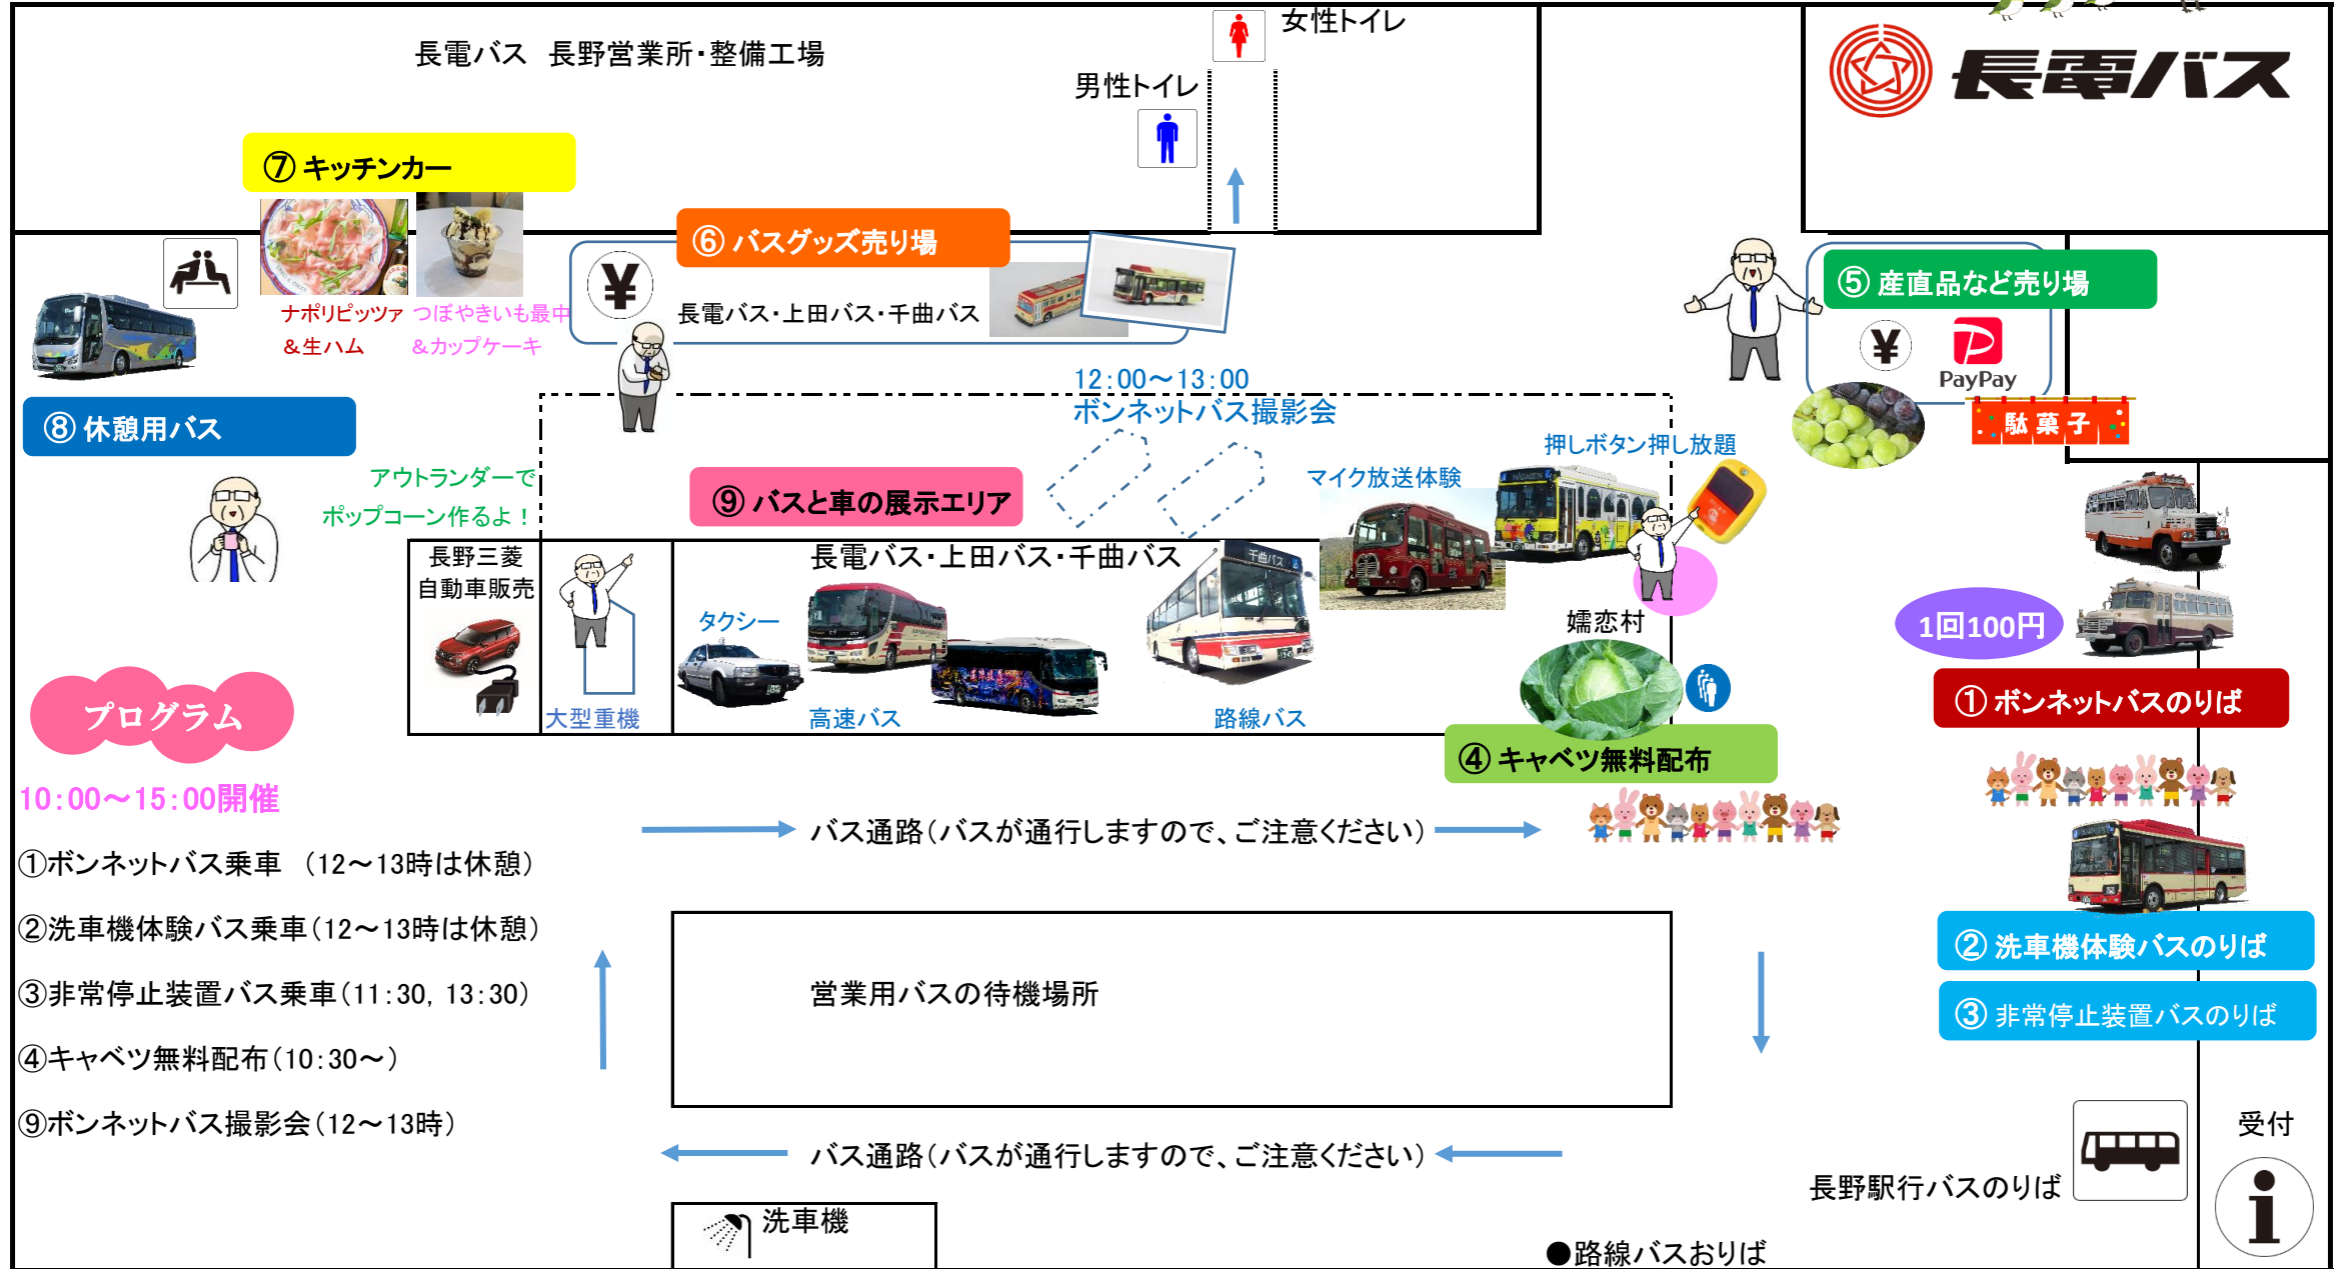 女性トイレ
長電バス　長野営業所・整備工場
長電バス
男性トイレ
⑦ キッチンカー
⑥ バスグッズ売り場
⑤ 産直品など売り場
¥
長電バス・上田バス・千曲バス
ナポリピッツァ
＆生ハム
つぼやきいも最中
＆カップケーキ
¥
PayPay
12：00～13：00
ボンネットバス撮影会
駄菓子
⑧ 休憩用バス
押しボタン押し放題
マイク放送体験
アウトランダーで
ポップコーン作るよ！
⑨ バスと車の展示エリア
長野三菱
自動車販売
長電バス・上田バス・千曲バス
千曲バス
タクシー
嬬恋村
1回100円
大型重機
高速バス
路線バス
① ボンネットバスのりば
プログラム
④ キャベツ無料配布
10：00～15：00開催
バス通路（バスが通行しますので、ご注意ください）
①ボンネットバス乗車　（12～13時は休憩）
②洗車機体験バス乗車（12～13時は休憩）
③非常停止装置バス乗車（11：30, 13：30）
④キャベツ無料配布（10：30～）
⑨ボンネットバス撮影会（12～13時）
営業用バスの待機場所
② 洗車機体験バスのりば
③ 非常停止装置バスのりば
バス通路（バスが通行しますので、ご注意ください）
受付
長野駅行バスのりば
i
洗車機
●路線バスおりば